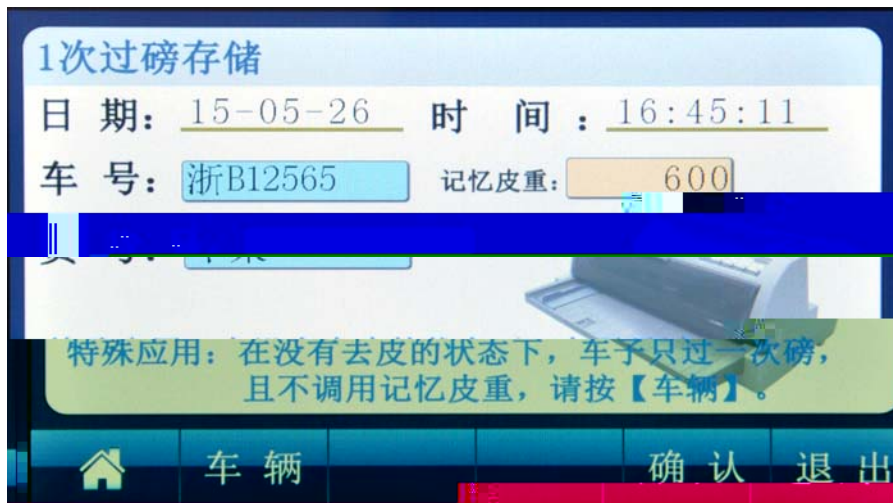 1次过磅存储
日 期： 15-05-26 时 间 ：16:45:11
车 号： 浙B12565 记忆皮重： 600
特殊应用：在没有去皮的状态下，车子只过一次磅，
且不调用记忆皮重，请按【车辆】。
车 辆 确 认 退 出